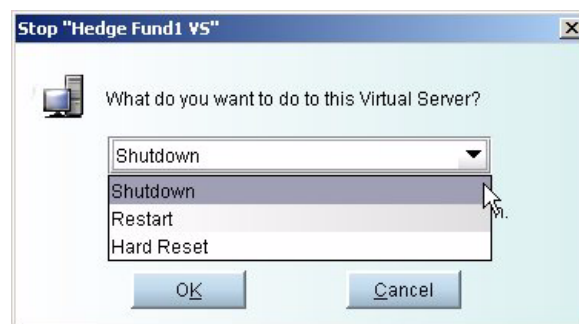 Stop "Hedge Fund1 VS"
What do you want to do to this Virtual Server?
Shutdown
Shutdown
Restart
Hard Reset
OK
Cancel